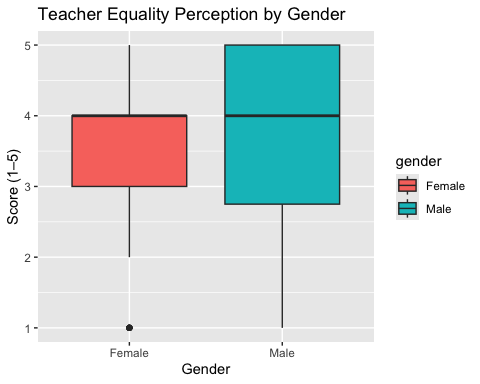 Teacher Equality Perception by Gender
5
4
3
2
1
Score (1–5)
Female
Male
Gender
gender
Female
Male